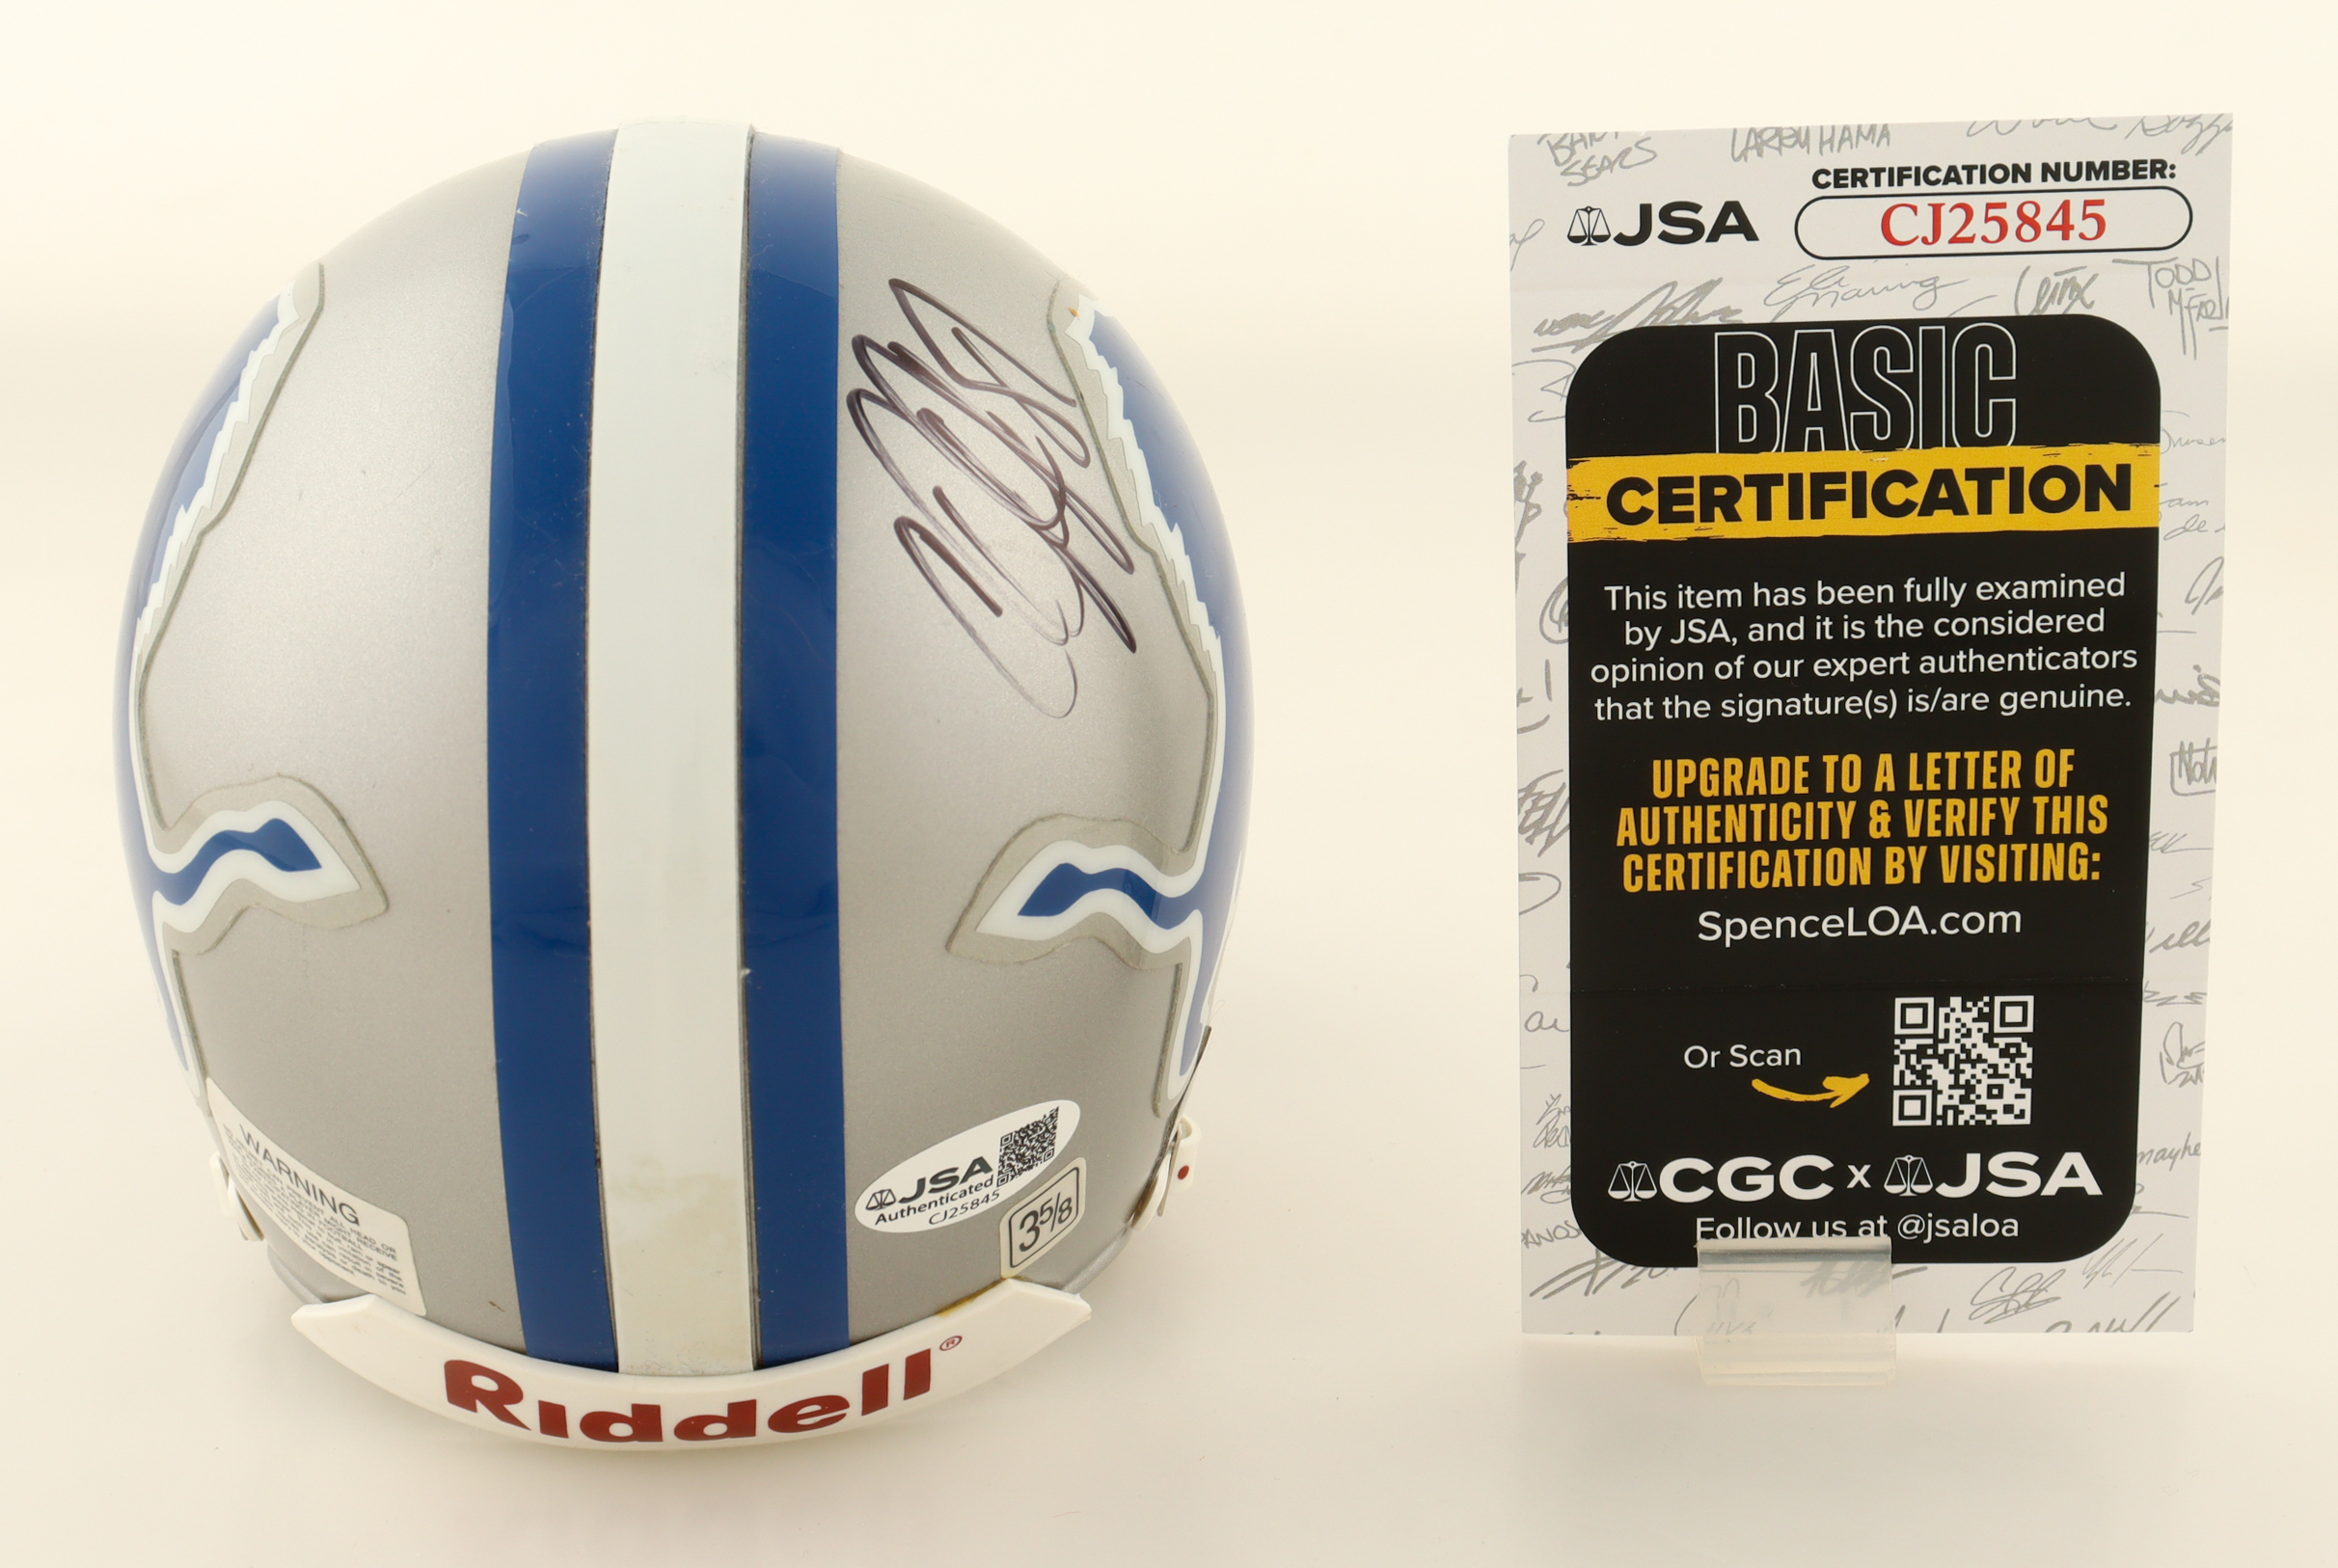 WARNING
JSA
Authenticated
CJ25845
3 5/8
Riddell®
LARRY HAMA
CERTIFICATION NUMBER:
JSA
CJ25845
TODD
BASIC
CERTIFICATION
This item has been fully examined
by JSA, and it is the considered
opinion of our expert authenticators
that the signature(s) is/are genuine.
UPGRADE TO A LETTER OF
AUTHENTICITY & VERIFY THIS
CERTIFICATION BY VISITING:
SpenceLOA.com
Or Scan
CGC x JSA
Follow us at @jsaloa